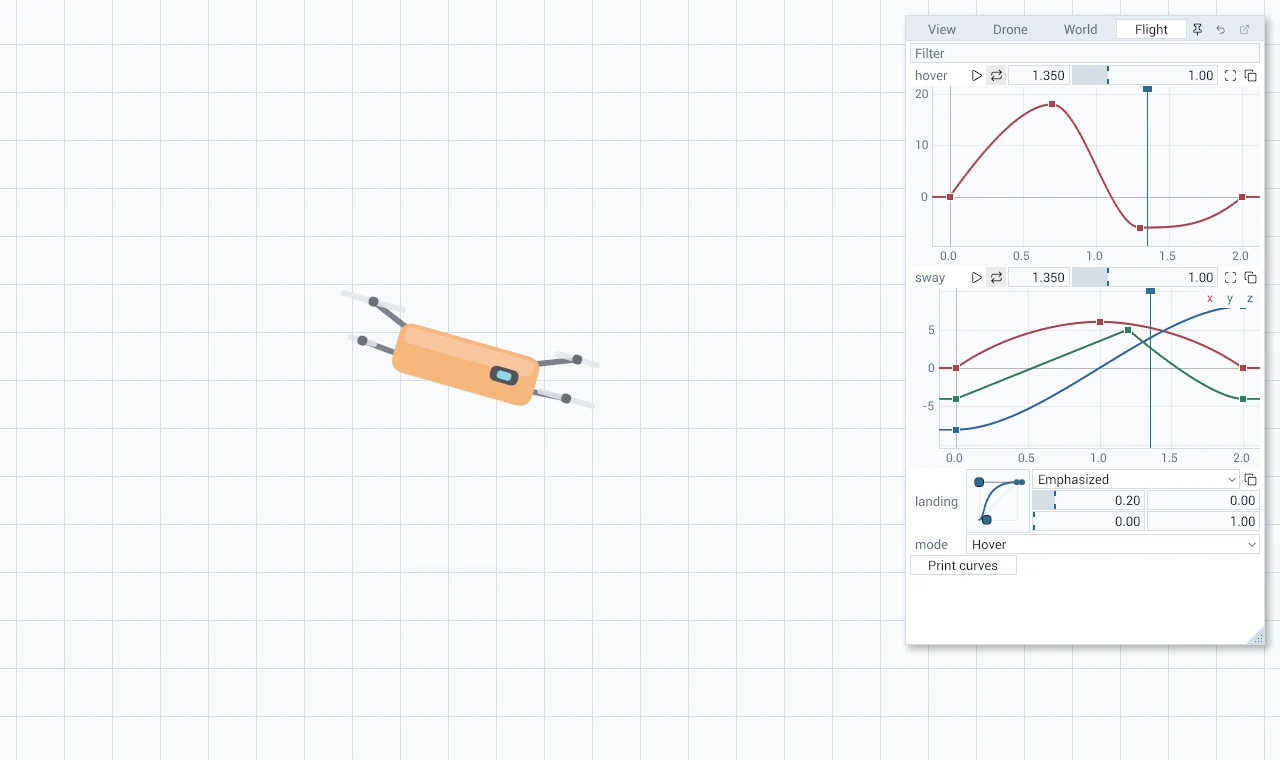 View Drone World Flight
Filter
hover 1.350 1.00
20
10
0
0.0 0.5 1.0 1.5 2.0
sway 1.350 1.00
x y z
5
0
-5
0.0 0.5 1.0 1.5 2.0
Emphasized
landing 0.20 0.00
0.00 1.00
mode Hover
Print curves